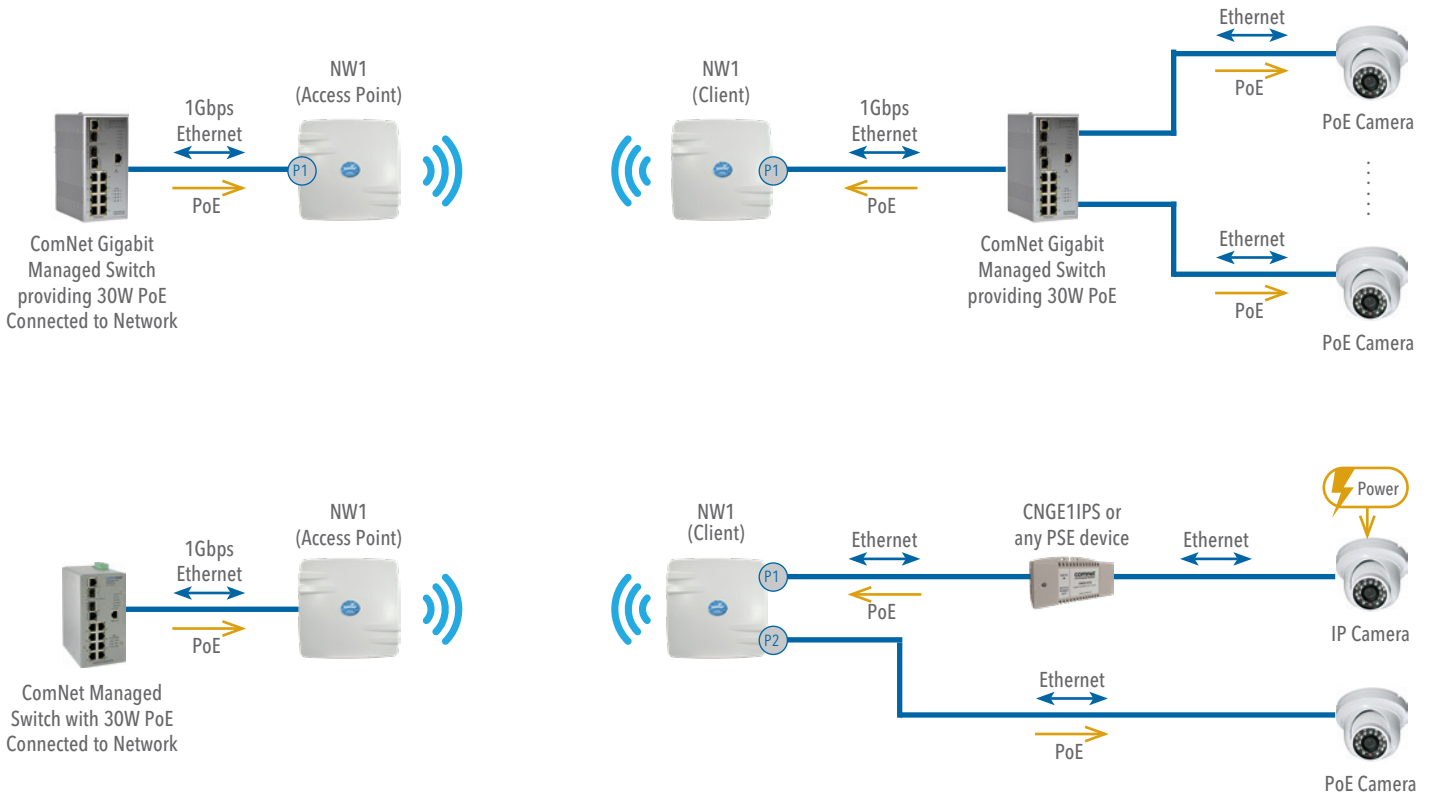 Ethernet
PoE
PoE Camera
NW1
(Access Point)
NW1
(Client)
1Gbps
Ethernet
P1
PoE
P1
1Gbps
Ethernet
PoE
ComNet Gigabit
Managed Switch
providing 30W PoE
Connected to Network
ComNet Gigabit
Managed Switch
providing 30W PoE
Ethernet
PoE
PoE Camera
Power
NW1
(Access Point)
NW1
(Client)
CNGE1IPS or
any PSE device
1Gbps
Ethernet
PoE
P1
Ethernet
PoE
Ethernet
IP Camera
P2
Ethernet
PoE
PoE Camera
ComNet Managed
Switch with 30W PoE
Connected to Network